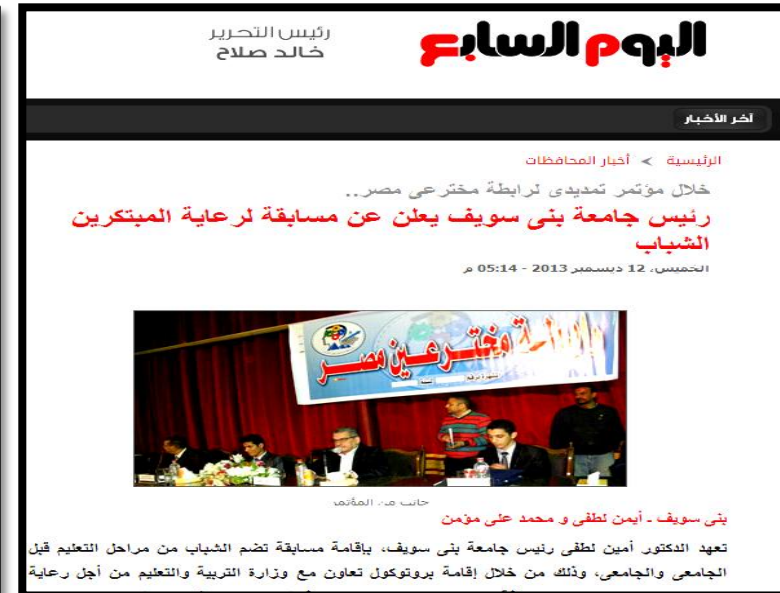 اليوم السابع
رئيس التحرير
خالد صلاح
آخر الأخبار
الرئيسية > أخبار المحافظات
خلال مؤتمر تمهيدى لرابطة مخترعى مصر..
رئيس جامعة بنى سويف يعلن عن مسابقة لرعاية المبتكرين
الشباب
الخميس، 12 ديسمبر 2013 - 05:14 م
رابطة مخترعين مصر
جانب من المؤتمر
بنى سويف ـ أيمن لطفى و محمد على مؤمن
تعهد الدكتور أمين لطفى رئيس جامعة بنى سويف، بإقامة مسابقة تضم الشباب من مراحل التعليم قبل
الجامعى والجامعى، وذلك من خلال إقامة بروتوكول تعاون مع وزارة التربية والتعليم من أجل رعاية